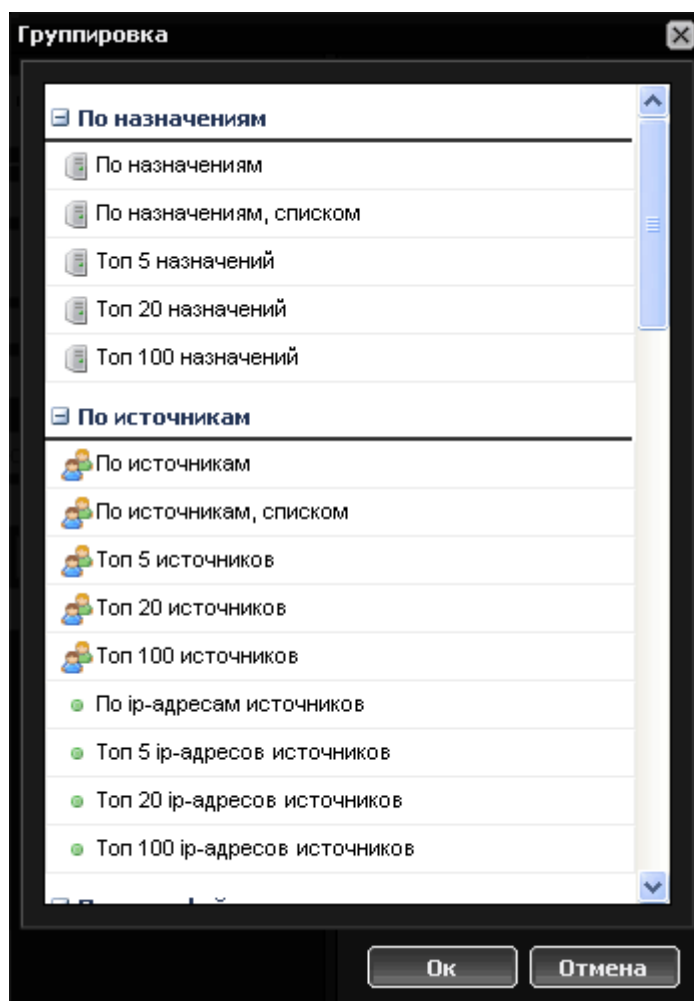 Группировка
По назначениям
По назначениям
По назначениям, списком
Топ 5 назначений
Топ 20 назначений
Топ 100 назначений
По источникам
По источникам
По источникам, списком
Топ 5 источников
Топ 20 источников
Топ 100 источников
По ip-адресам источников
Топ 5 ip-адресов источников
Топ 20 ip-адресов источников
Топ 100 ip-адресов источников
Ок
Отмена